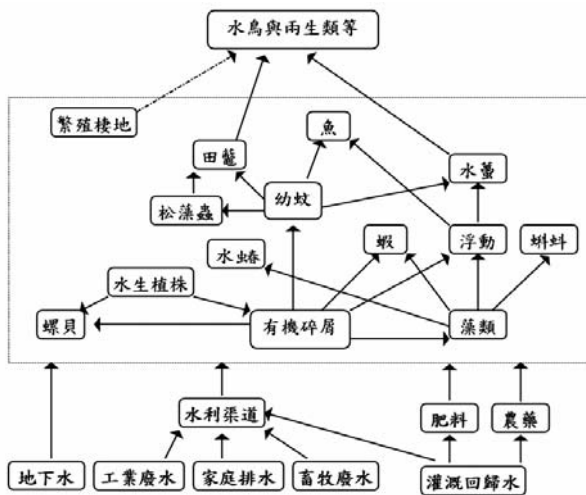 水鳥與兩生類等
繁殖棲地
魚
田鼈
水蠆
幼蚊
松藻蟲
水蝽
蝦
浮動
蝌蚪
水生植株
螺貝
有機碎屑
藻類
水利渠道
肥料
農藥
地下水
工業廢水
家庭排水
畜牧廢水
灌溉回歸水